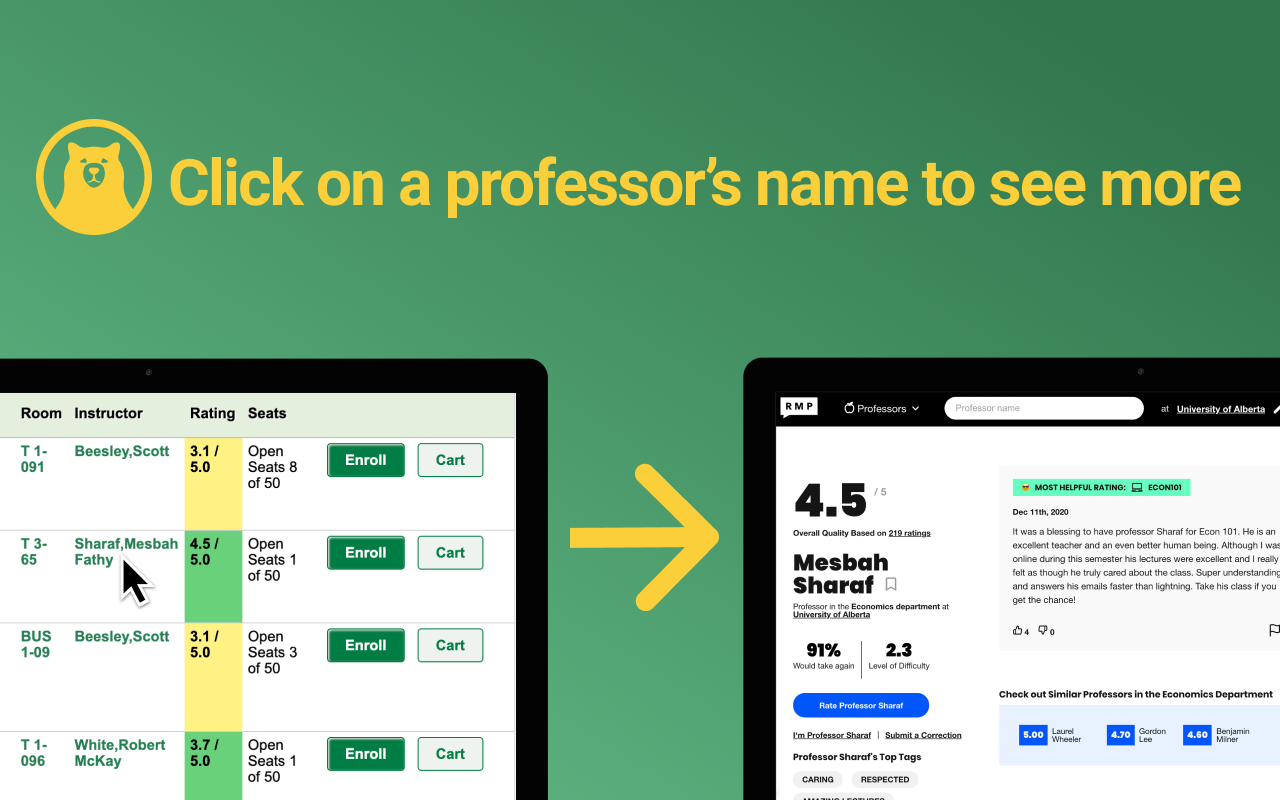 Click on a professor’s name to see more
Room Instructor Rating Seats
T 1-
091
Beesley,Scott
3.1 /
5.0
Open
Seats 8
of 50
Enroll
Cart
T 3-
65
Sharaf,Mesbah
Fathy
4.5 /
5.0
Open
Seats 1
of 50
Enroll
Cart
BUS
1-09
Beesley,Scott
3.1 /
5.0
Open
Seats 3
of 50
Enroll
Cart
T 1-
096
White,Robert
McKay
3.7 /
5.0
Open
Seats 1
of 50
Enroll
Cart
RMP
Professors
Professor name
at University of Alberta
4.5 / 5
Overall Quality Based on 219 ratings
Mesbah
Sharaf
Professor in the Economics department at
University of Alberta
91%
Would take again
2.3
Level of Difficulty
Rate Professor Sharaf
I'm Professor Sharaf | Submit a Correction
Professor Sharaf's Top Tags
CARING RESPECTED
AMAZING LECTURES
MOST HELPFUL RATING: ECON101
Dec 11th, 2020
It was a blessing to have professor Sharaf for Econ 101. He is an
excellent teacher and an even better human being. Although I was
online during this semester his lectures were excellent and I really
felt as though he truly cared about the class. Super understanding
and answers his emails faster than lightning. Take his class if you
get the chance!
4 0
Check out Similar Professors in the Economics Department
5.00 Laurel
Wheeler
4.70 Gordon
Lee
4.60 Benjamin
Milner